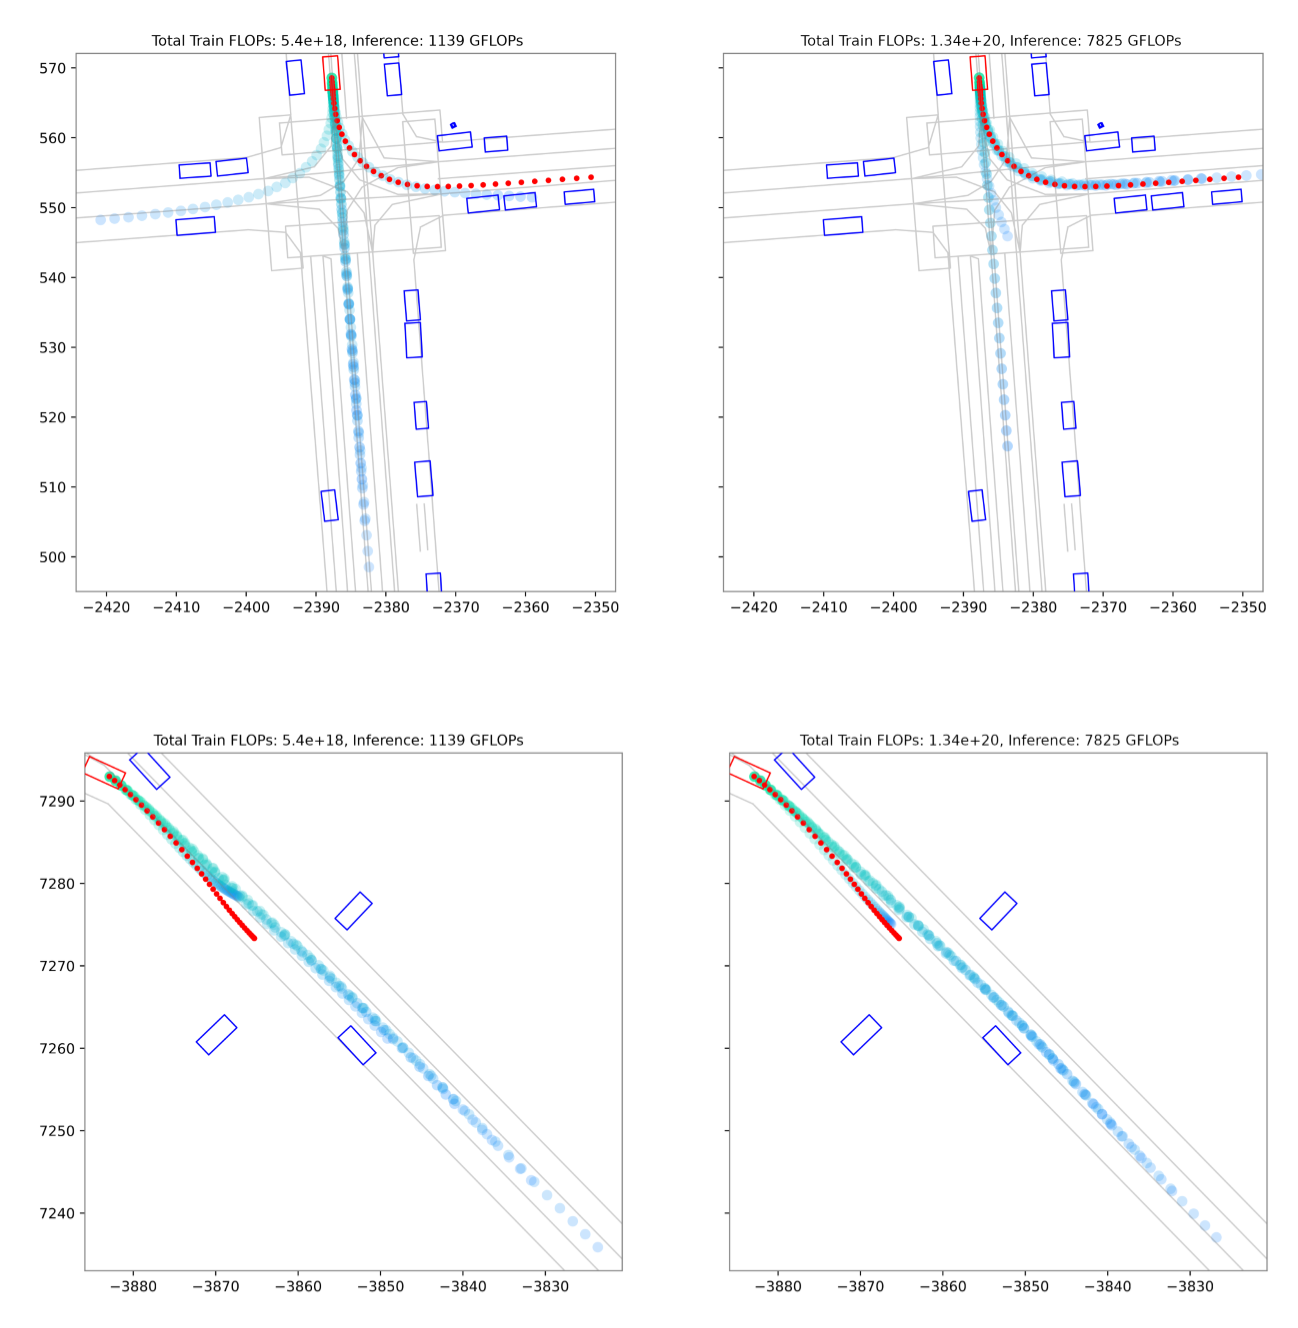 Total Train FLOPs: 5.4e+18, Inference: 1139 GFLOPs
Total Train FLOPs: 1.34e+20, Inference: 7825 GFLOPs
570
560
550
540
530
520
510
500
−2420 −2410 −2400 −2390 −2380 −2370 −2360 −2350
−2420 −2410 −2400 −2390 −2380 −2370 −2360 −2350
Total Train FLOPs: 5.4e+18, Inference: 1139 GFLOPs
Total Train FLOPs: 1.34e+20, Inference: 7825 GFLOPs
7290
7280
7270
7260
7250
7240
−3880 −3870 −3860 −3850 −3840 −3830
−3880 −3870 −3860 −3850 −3840 −3830